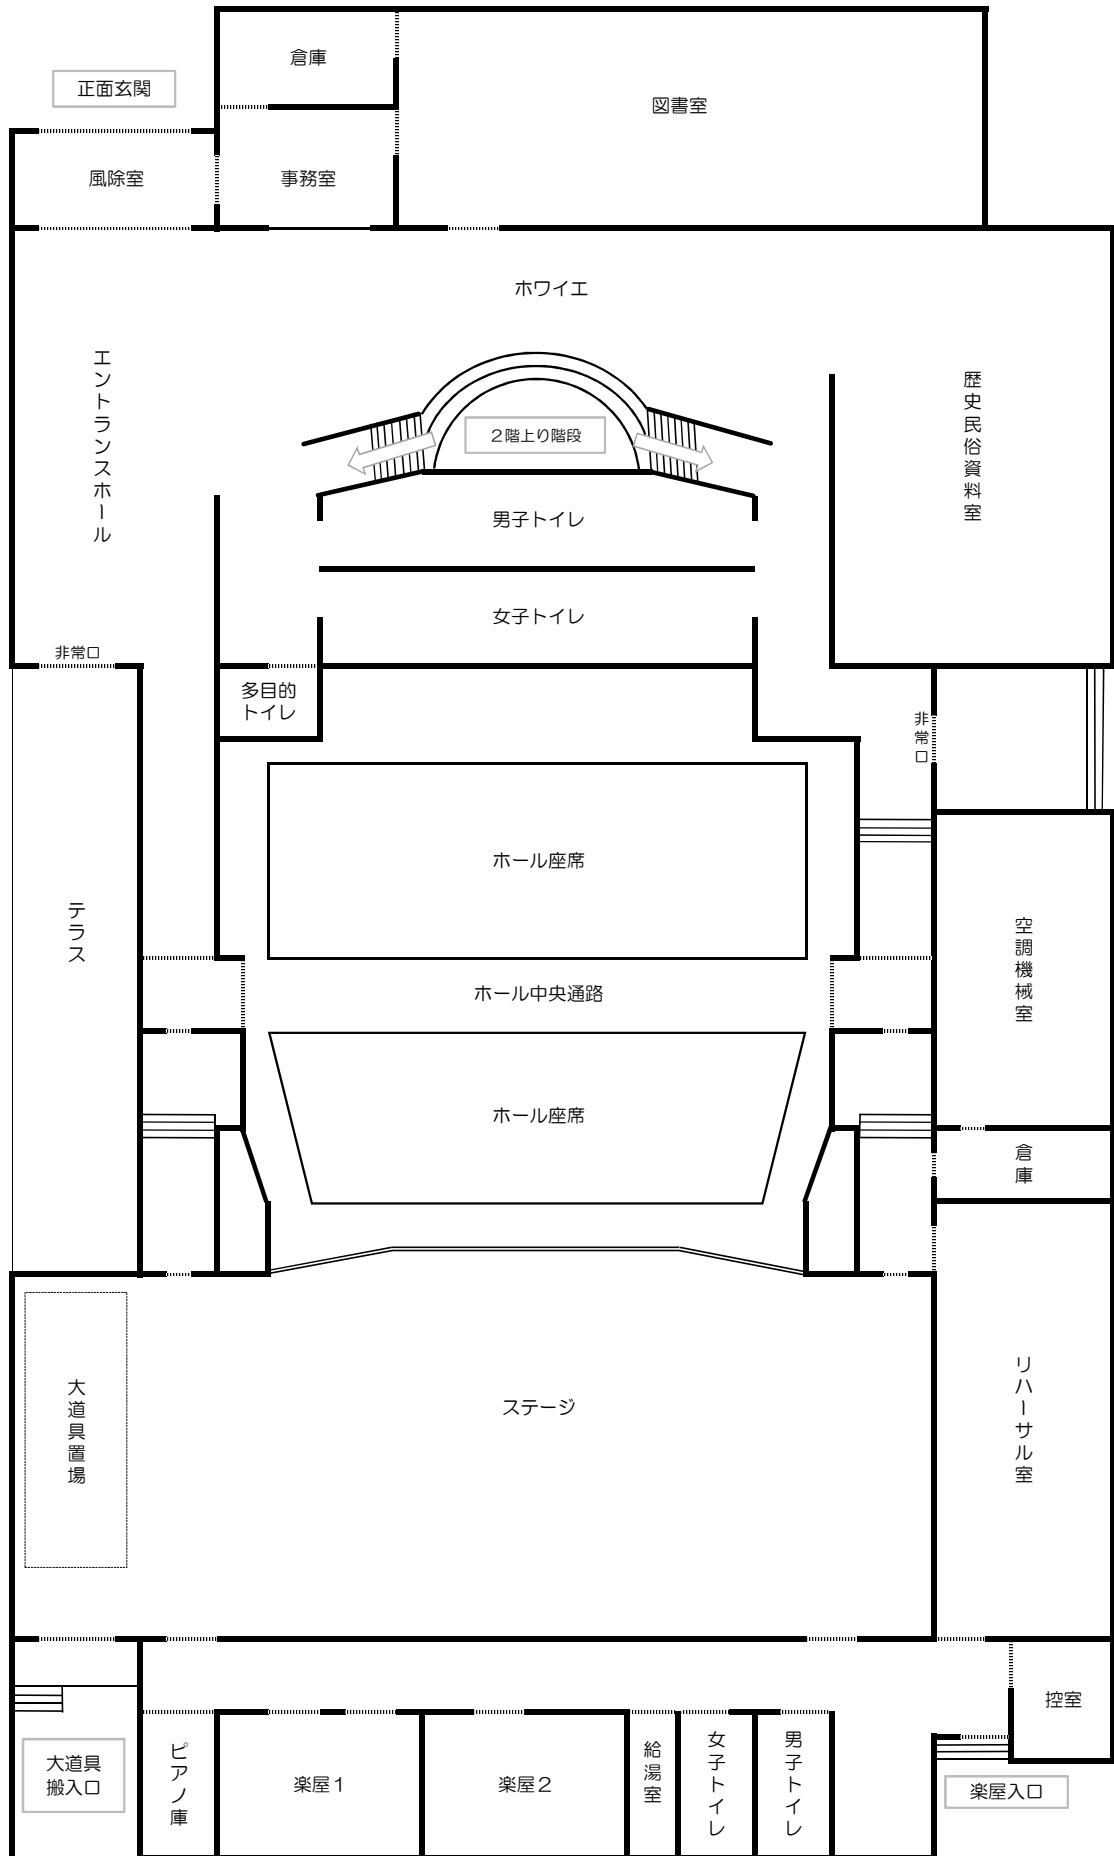 倉庫
正面玄関
図書室
風除室
事務室
ホワイエ
エントランスホール
歴史民俗資料室
２階上り階段
男子トイレ
女子トイレ
非常口
多目的
トイレ
非常口
ホール座席
テラス
空調機械室
ホール中央通路
ホール座席
倉庫
大道具置場
ステージ
リハーサル室
控室
大道具
搬入口
ピアノ庫
楽屋１
楽屋２
給湯室
女子トイレ
男子トイレ
楽屋入口